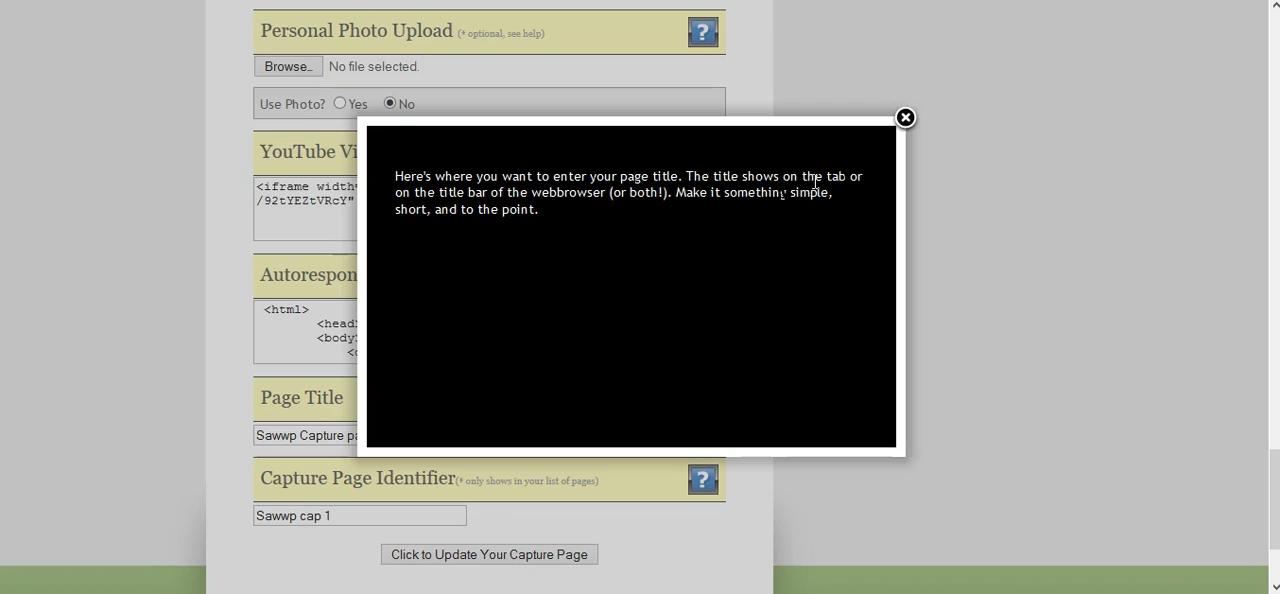 Personal Photo Upload (* optional, see help)
?
Browse... No file selected.
Use Photo? Yes No
YouTube Vi
<iframe width=
/92tYEZtVRcY"
Here's where you want to enter your page title. The title shows on the tab or
on the title bar of the webbrowser (or both!). Make it something simple,
short, and to the point.
Autorespon
<html>
<head>
<body>
Page Title
Sawwp Capture pa
Capture Page Identifier(* only shows in your list of pages)
?
Sawwp cap 1
Click to Update Your Capture Page